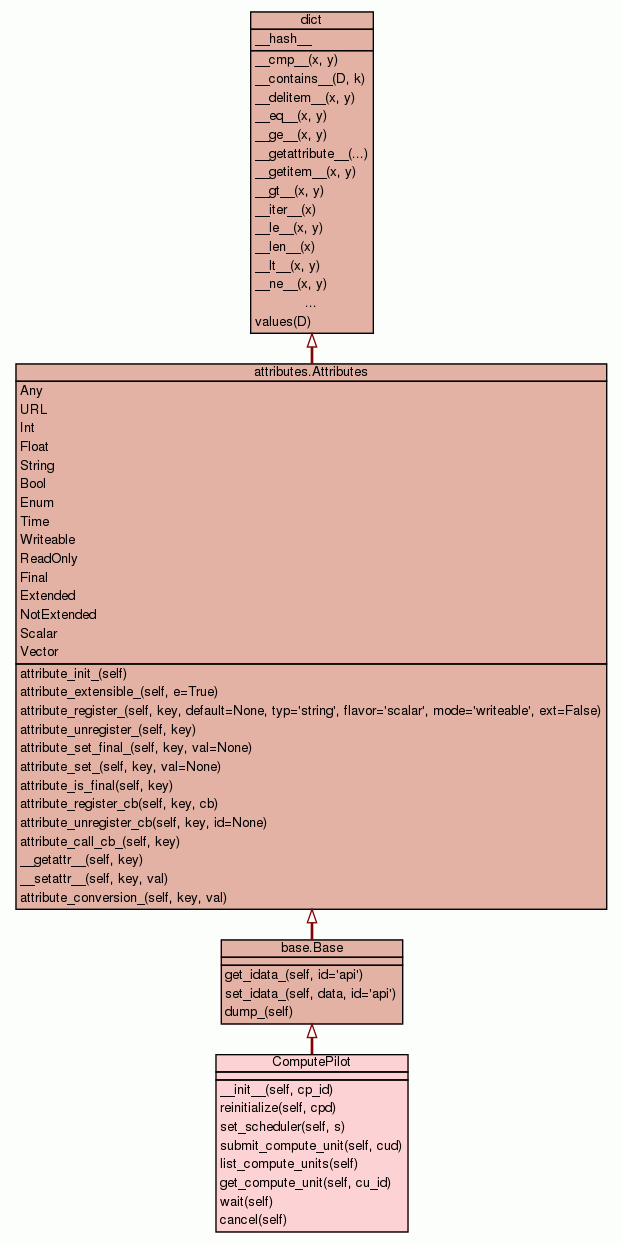 dict
__hash__
__cmp__(x, y)
__contains__(D, k)
__delitem__(x, y)
__eq__(x, y)
__ge__(x, y)
__getattribute__(...)
__getitem__(x, y)
__gt__(x, y)
__iter__(x)
__le__(x, y)
__len__(x)
__lt__(x, y)
__ne__(x, y)
...
values(D)
attributes.Attributes
Any
URL
Int
Float
String
Bool
Enum
Time
Writeable
ReadOnly
Final
Extended
NotExtended
Scalar
Vector
attribute_init_(self)
attribute_extensible_(self, e=True)
attribute_register_(self, key, default=None, typ='string', flavor='scalar', mode='writeable', ext=False)
attribute_unregister_(self, key)
attribute_set_final_(self, key, val=None)
attribute_set_(self, key, val=None)
attribute_is_final(self, key)
attribute_register_cb(self, key, cb)
attribute_unregister_cb(self, key, id=None)
attribute_call_cb_(self, key)
__getattr__(self, key)
__setattr__(self, key, val)
attribute_conversion_(self, key, val)
base.Base
get_idata_(self, id='api')
set_idata_(self, data, id='api')
dump_(self)
ComputePilot
__init__(self, cp_id)
reinitialize(self, cpd)
set_scheduler(self, s)
submit_compute_unit(self, cud)
list_compute_units(self)
get_compute_unit(self, cu_id)
wait(self)
cancel(self)